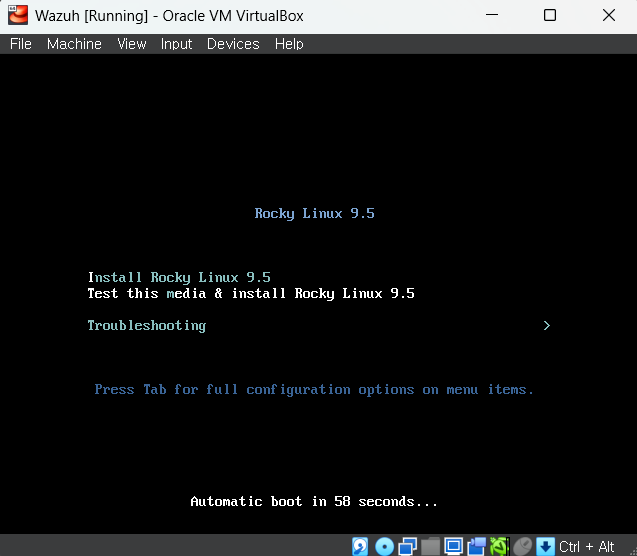 Wazuh [Running] - Oracle VM VirtualBox
File Machine View Input Devices Help
Rocky Linux 9.5
Install Rocky Linux 9.5
Test this media & install Rocky Linux 9.5
Troubleshooting >
Press Tab for full configuration options on menu items.
Automatic boot in 58 seconds...
Ctrl + Alt